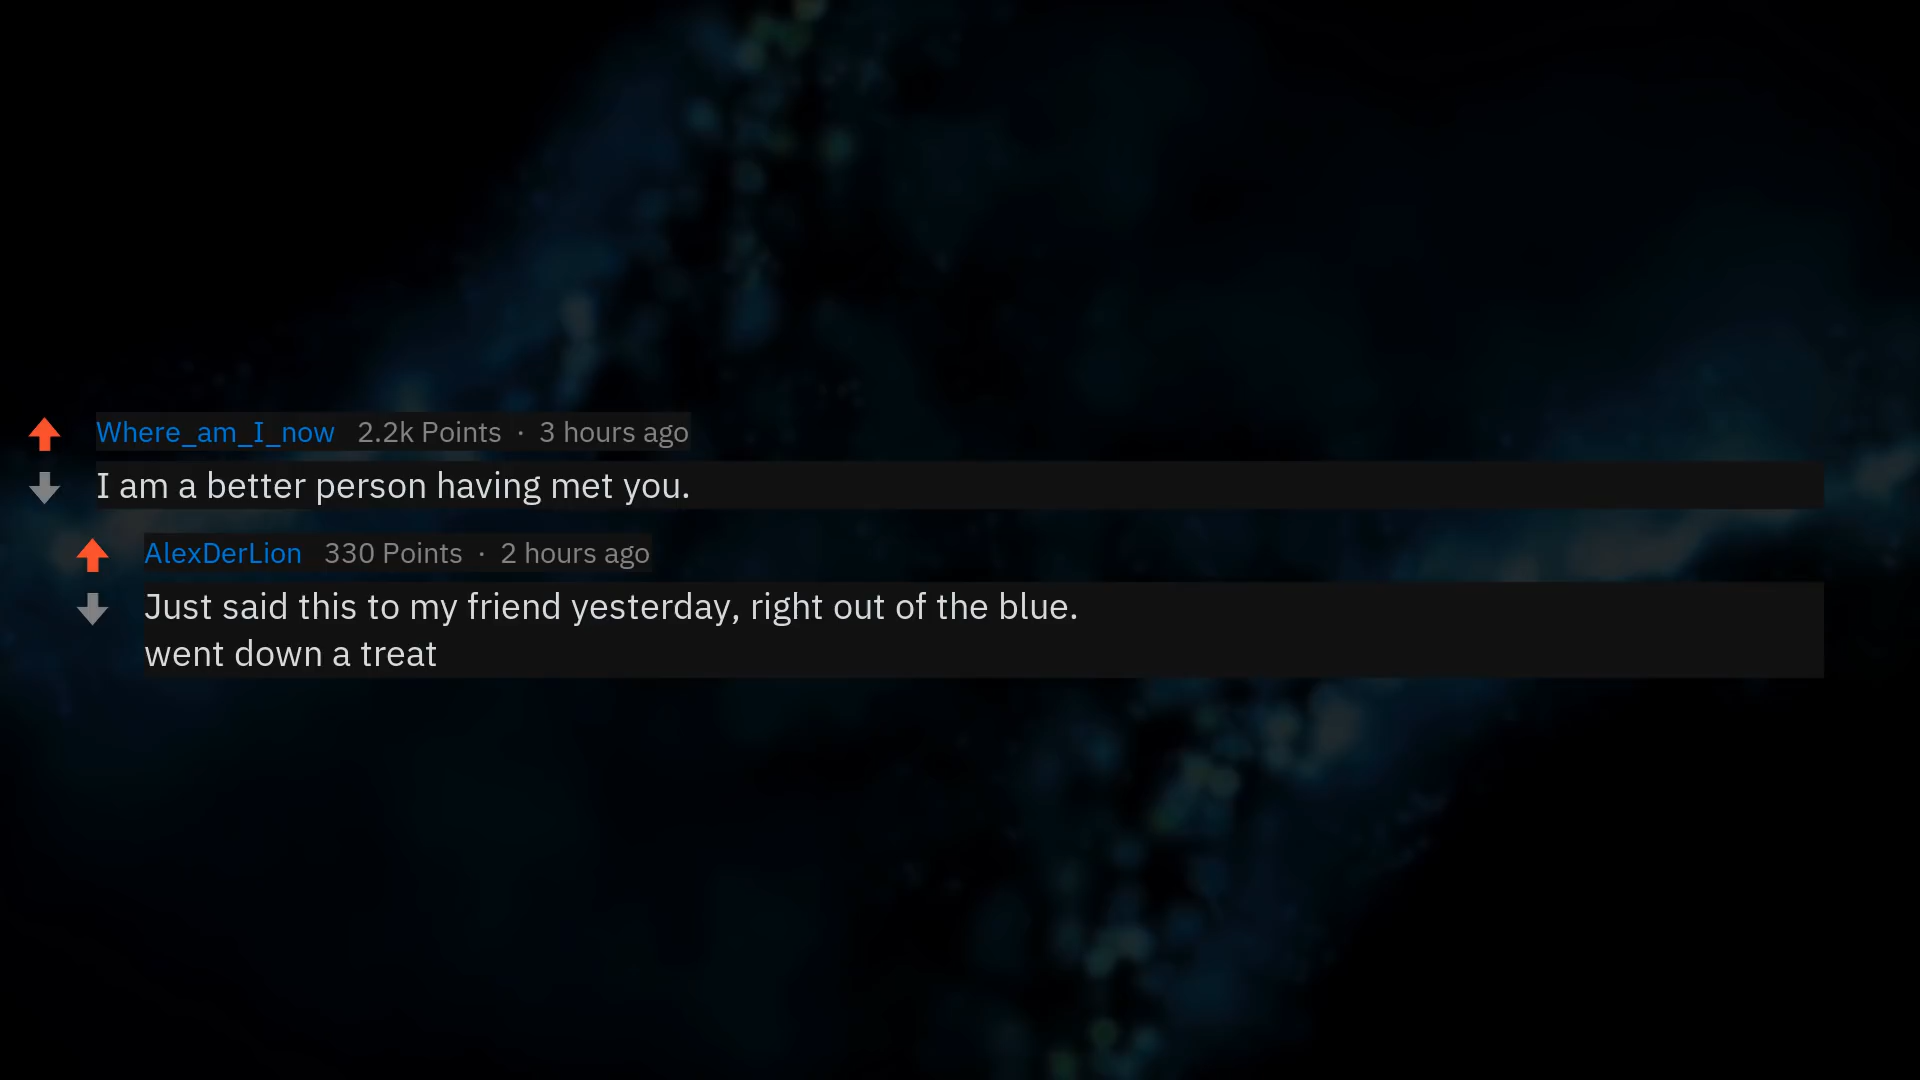 Where_am_I_now 2.2k Points · 3 hours ago
I am a better person having met you.
AlexDerLion 330 Points · 2 hours ago
Just said this to my friend yesterday, right out of the blue.
went down a treat